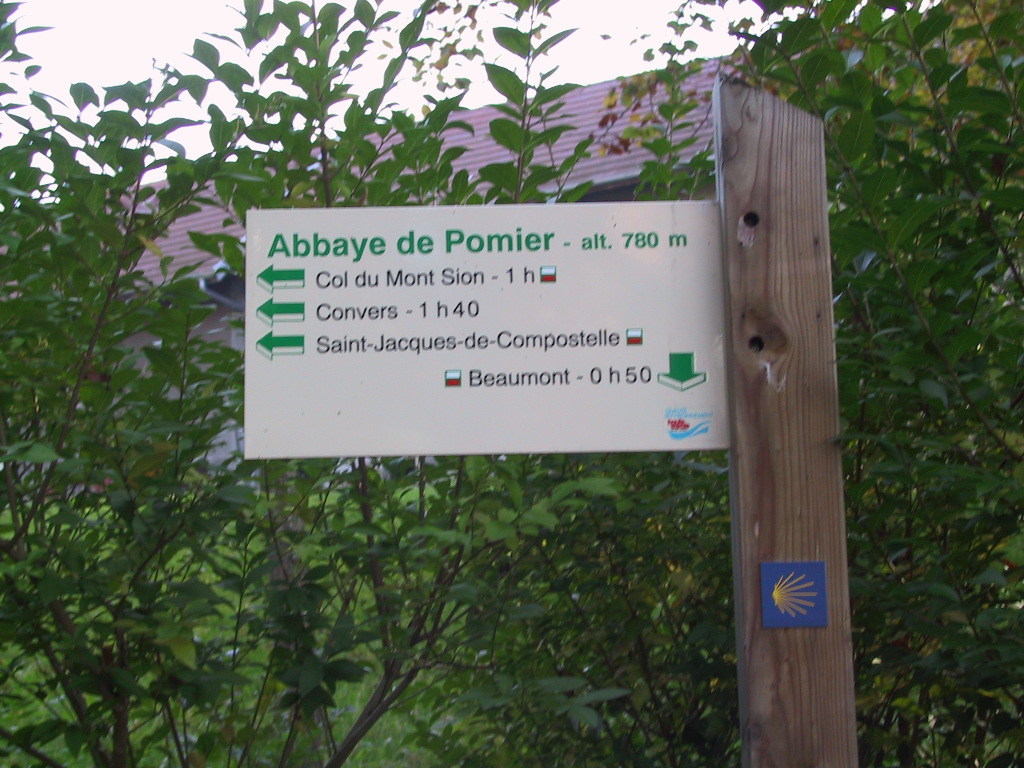 Abbaye de Pomier - alt. 780 m
Col du Mont Sion - 1 h
Convers - 1 h 40
Saint-Jacques-de-Compostelle
Beaumont - 0 h 50